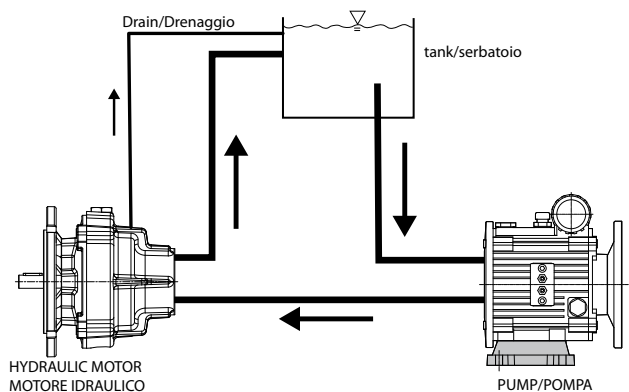 Drain/Drenaggio
tank/serbatoio
HYDRAULIC MOTOR
MOTORE IDRAULICO
PUMP/POMPA